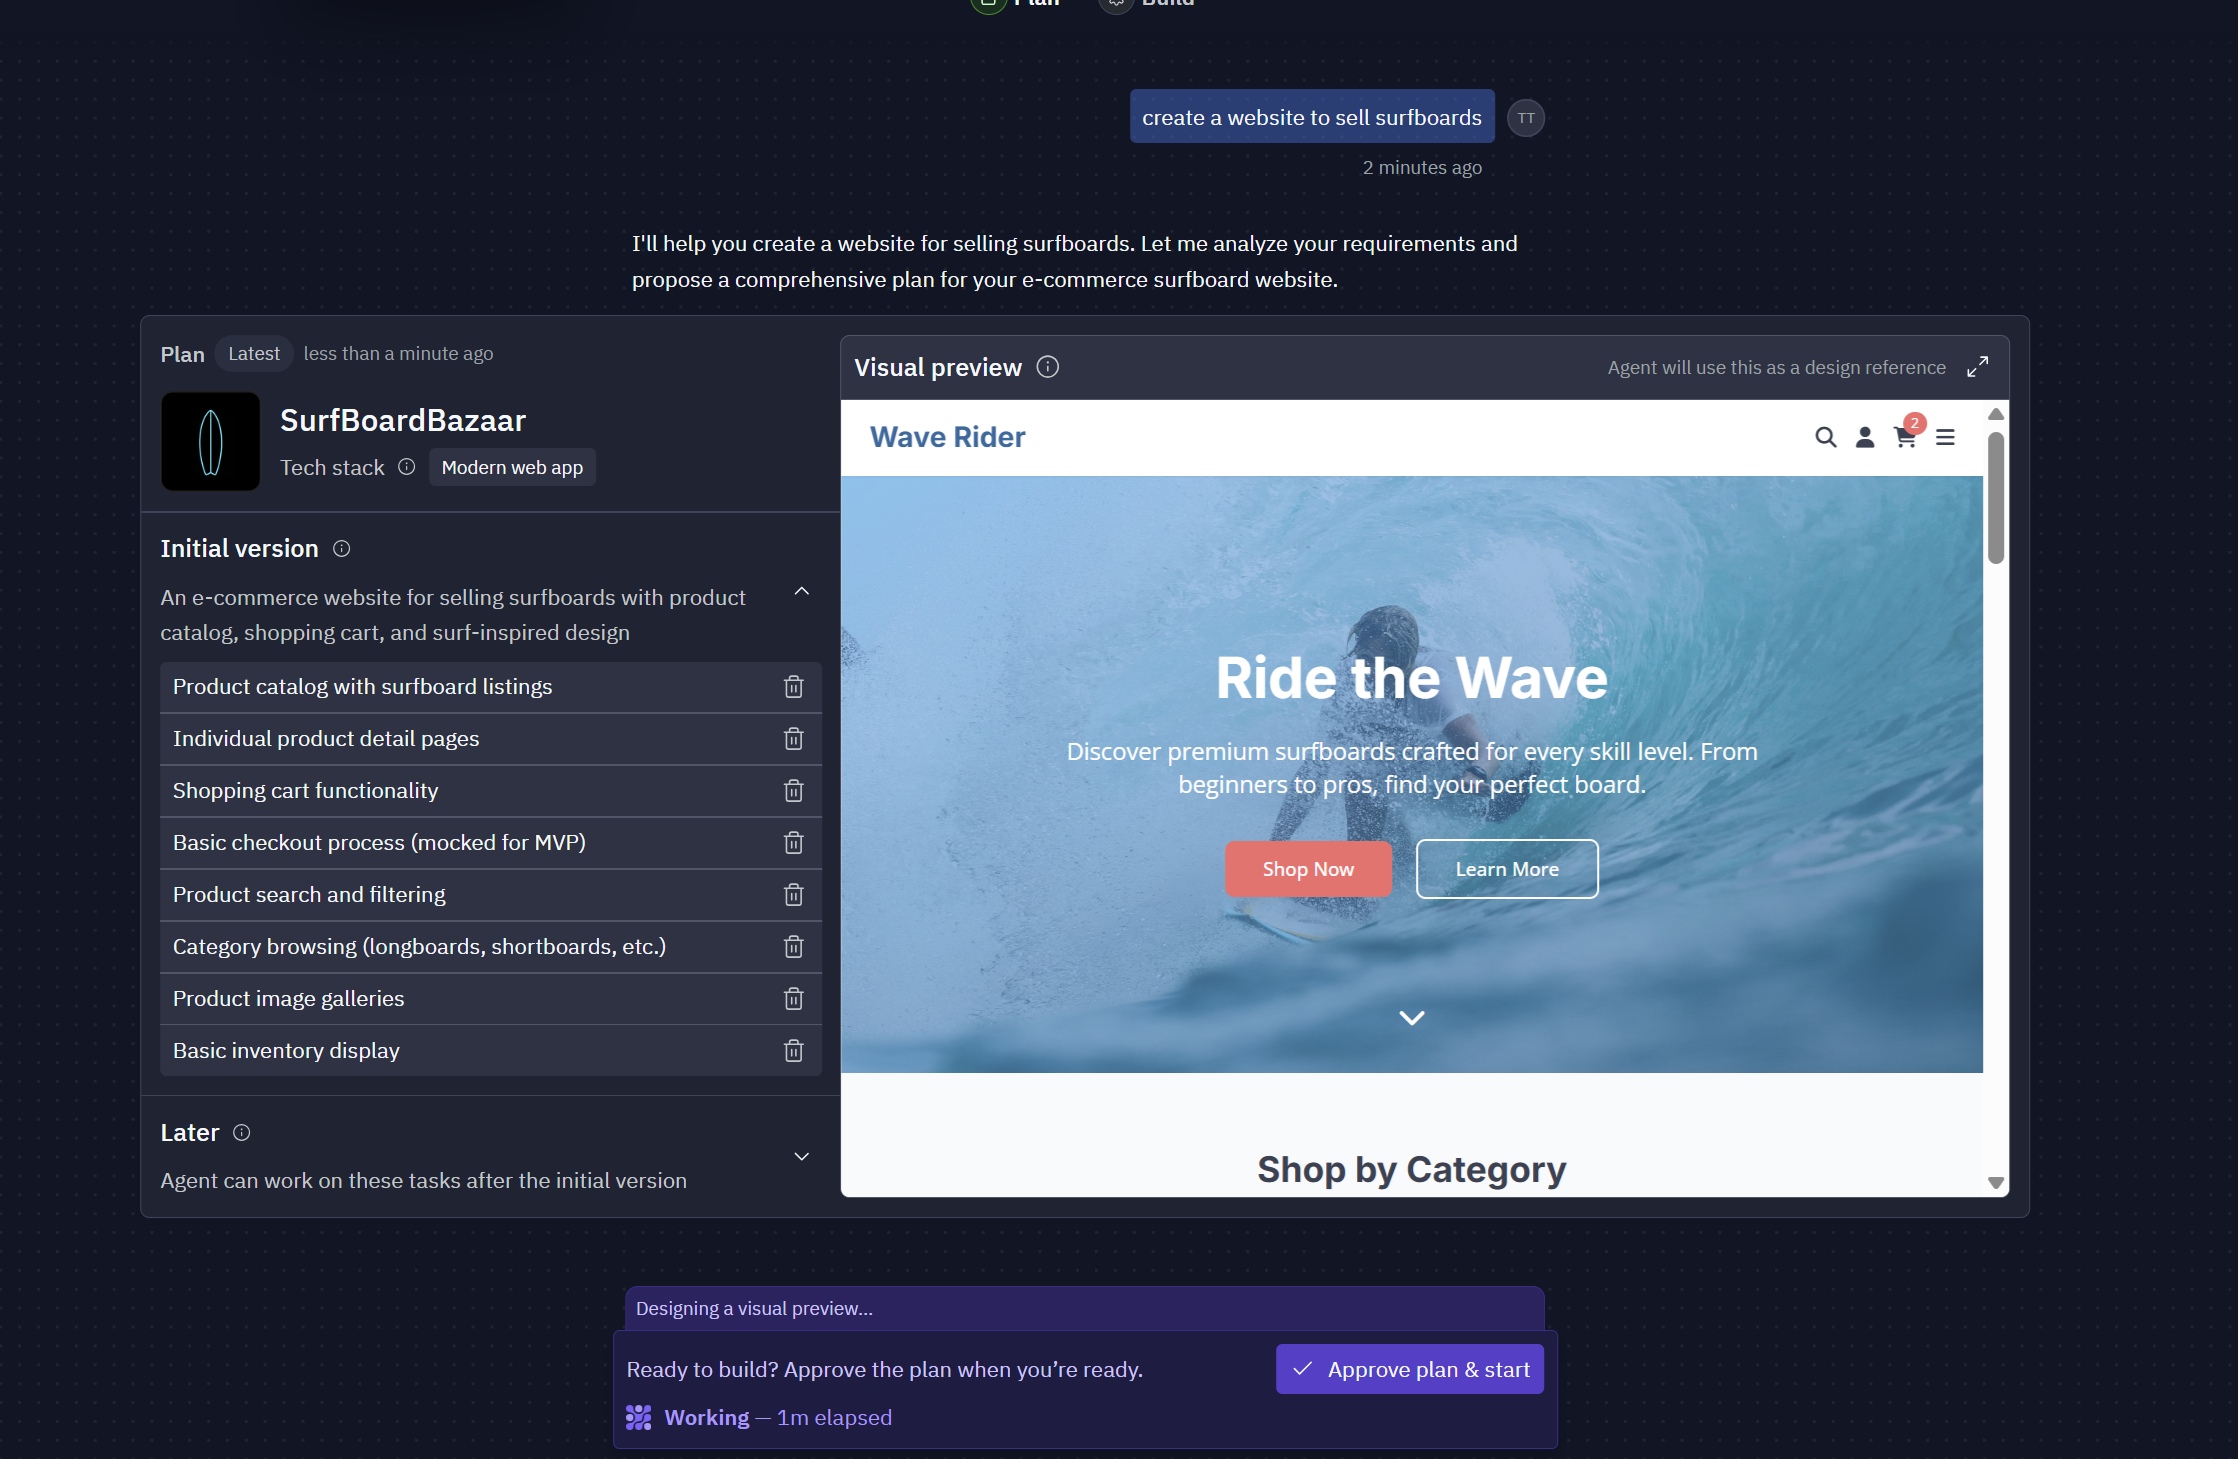 Plan Build
create a website to sell surfboards
TT
2 minutes ago
I'll help you create a website for selling surfboards. Let me analyze your requirements and
propose a comprehensive plan for your e-commerce surfboard website.
Plan Latest less than a minute ago
SurfBoardBazaar
Tech stack Modern web app
Initial version
An e-commerce website for selling surfboards with product
catalog, shopping cart, and surf-inspired design
Product catalog with surfboard listings
Individual product detail pages
Shopping cart functionality
Basic checkout process (mocked for MVP)
Product search and filtering
Category browsing (longboards, shortboards, etc.)
Product image galleries
Basic inventory display
Later
Agent can work on these tasks after the initial version
Visual preview Agent will use this as a design reference
Wave Rider 2
Ride the Wave
Discover premium surfboards crafted for every skill level. From
beginners to pros, find your perfect board.
Shop Now Learn More
Shop by Category
Designing a visual preview...
Ready to build? Approve the plan when you’re ready. Approve plan & start
Working — 1m elapsed